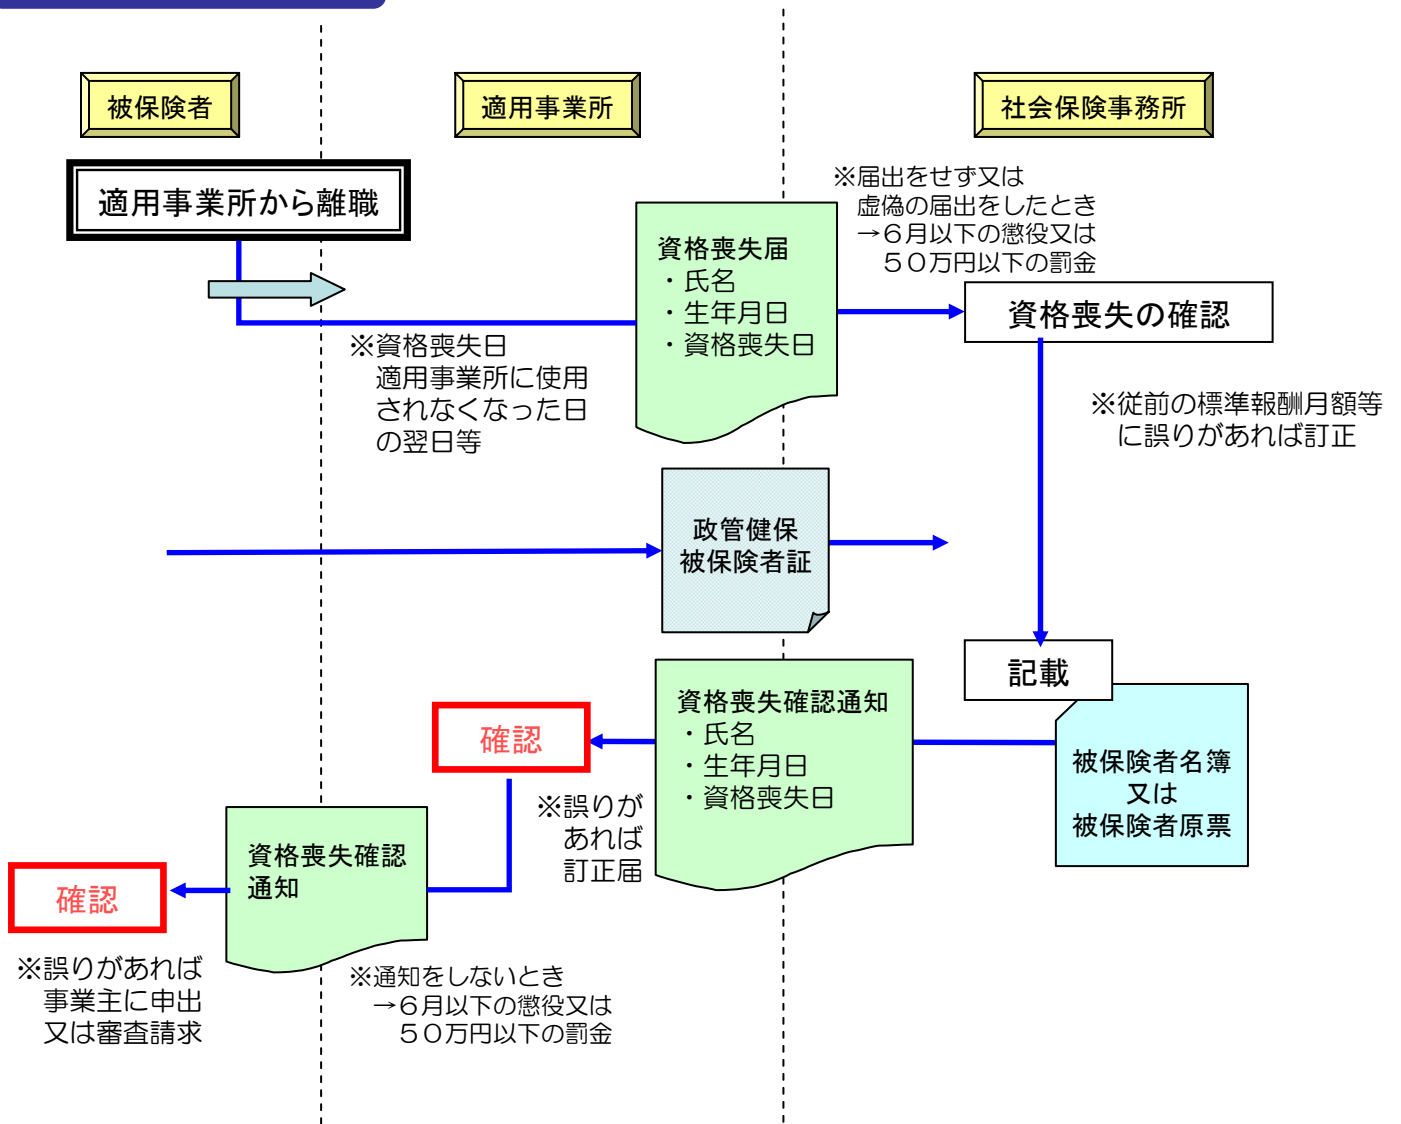 被保険者
適用事業所
社会保険事務所
適用事業所から離職
※届出をせず又は
虚偽の届出をしたとき
→６月以下の懲役又は
５０万円以下の罰金
資格喪失届
・氏名
・生年月日
・資格喪失日
資格喪失の確認
※資格喪失日
適用事業所に使用
されなくなった日
の翌日等
※従前の標準報酬月額等
に誤りがあれば訂正
政管健保
被保険者証
記載
資格喪失確認通知
・氏名
・生年月日
・資格喪失日
確認
被保険者名簿
又は
被保険者原票
※誤りが
あれば
訂正届
資格喪失確認
通知
確認
※誤りがあれば
事業主に申出
又は審査請求
※通知をしないとき
→６月以下の懲役又は
５０万円以下の罰金